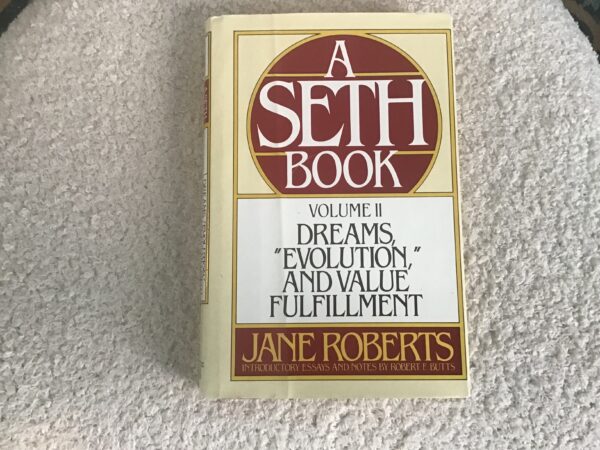 A
SETH
BOOK
VOLUME II
DREAMS,
"EVOLUTION,"
AND VALUE
FULFILLMENT
JANE ROBERTS
INTRODUCTORY ESSAYS AND NOTES BY ROBERT F. BUTTS